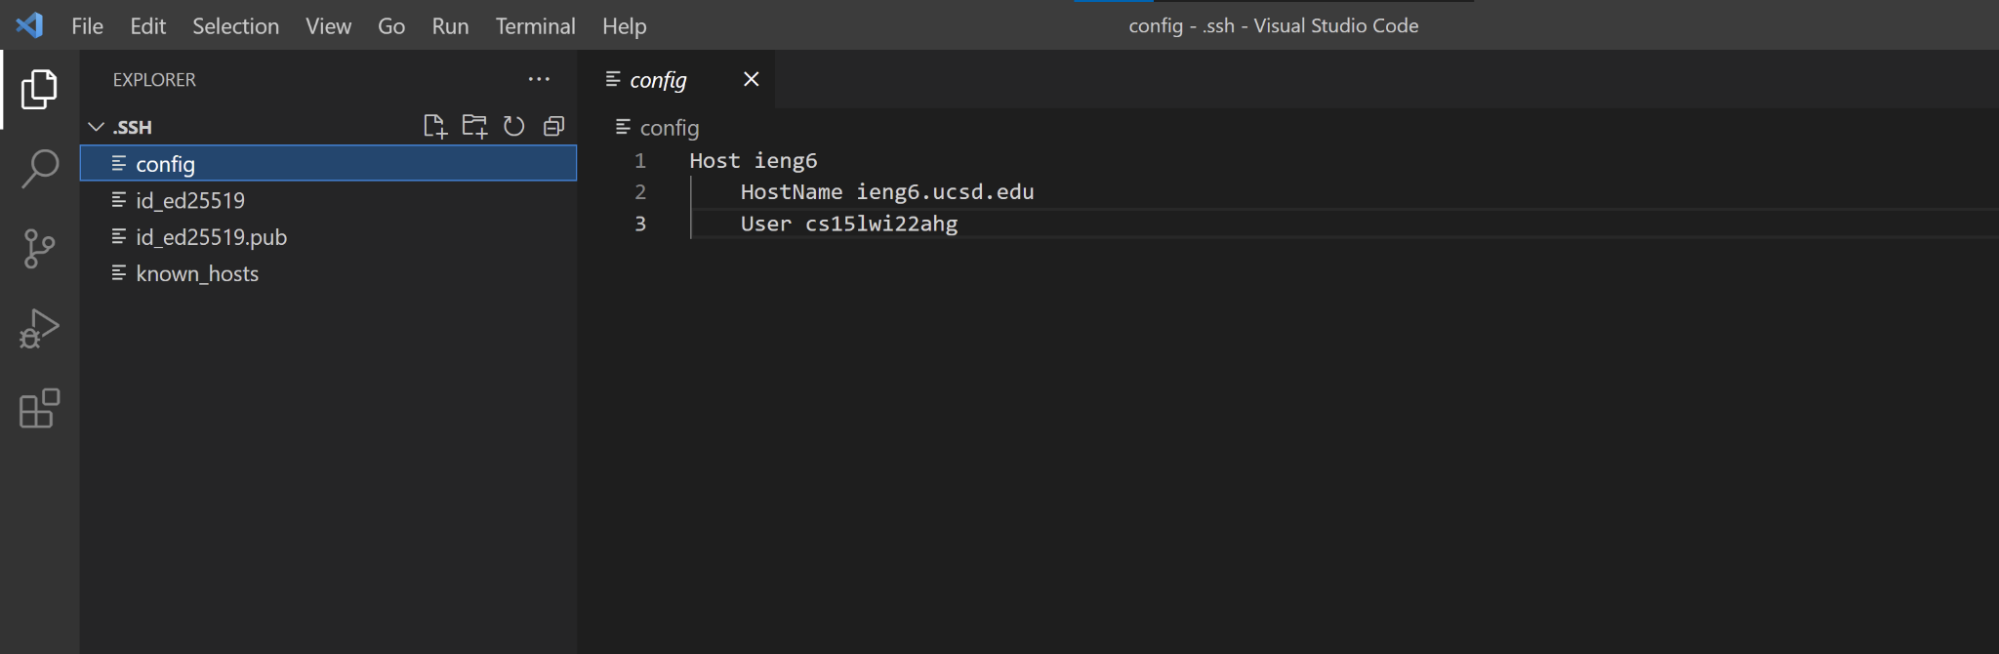 File Edit Selection View Go Run Terminal Help
config - .ssh - Visual Studio Code
EXPLORER
.SSH
config
id_ed25519
id_ed25519.pub
known_hosts
config
config
1 Host ieng6
2 HostName ieng6.ucsd.edu
3 User cs15lwi22ahg